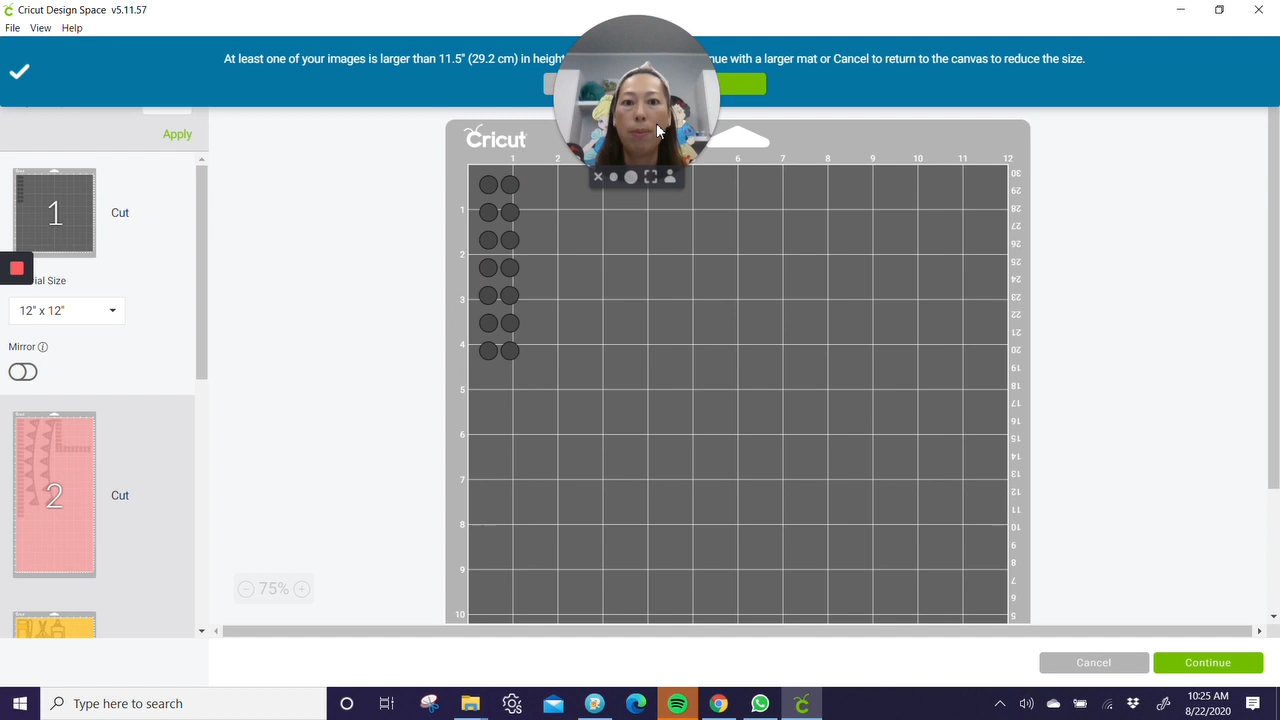 Cricut Design Space v5.11.57
File View Help
At least one of your images is larger than 11.5" (29.2 cm) in height nue with a larger mat or Cancel to return to the canvas to reduce the size.
Apply
Cricut
1 2 6 7 8 9 10 11 12
1 Cut
ial Size
12" x 12"
Mirror
2 Cut
1
2
3
4
5
6
7
8
9
10
30
29
28
27
26
25
24
23
22
21
20
19
18
17
16
15
14
13
12
11
10
9
8
7
6
5
75%
Cancel Continue
Type here to search
10:25 AM
8/22/2020